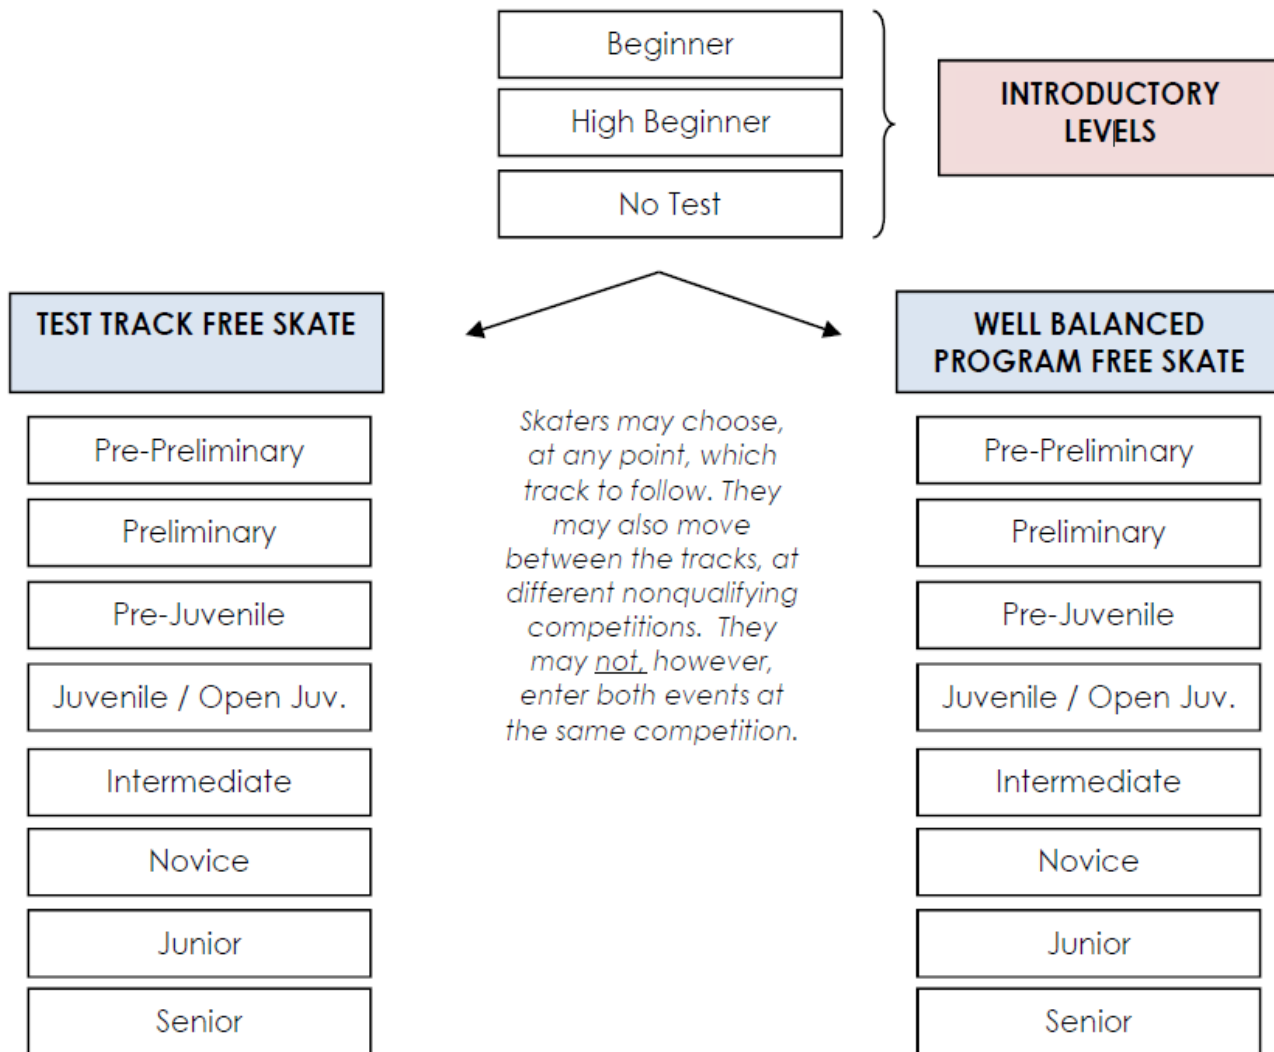 Beginner
High Beginner
No Test
INTRODUCTORY
LEVELS
TEST TRACK FREE SKATE
Pre-Preliminary
Preliminary
Pre-Juvenile
Juvenile / Open Juv.
Intermediate
Novice
Junior
Senior
Skaters may choose,
at any point, which
track to follow. They
may also move
between the tracks, at
different nonqualifying
competitions. They
may not, however,
enter both events at
the same competition.
WELL BALANCED
PROGRAM FREE SKATE
Pre-Preliminary
Preliminary
Pre-Juvenile
Juvenile / Open Juv.
Intermediate
Novice
Junior
Senior